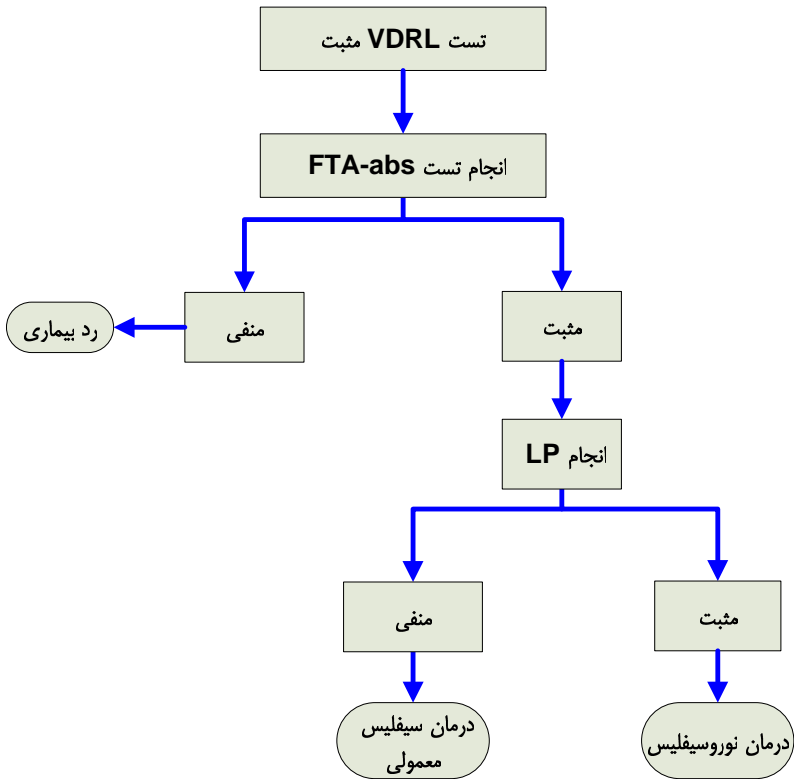 تست VDRL مثبت
انجام تست FTA-abs
منفی
مثبت
رد بیماری
انجام LP
منفی
مثبت
درمان سیفلیس
معمولی
درمان نوروسیفلیس